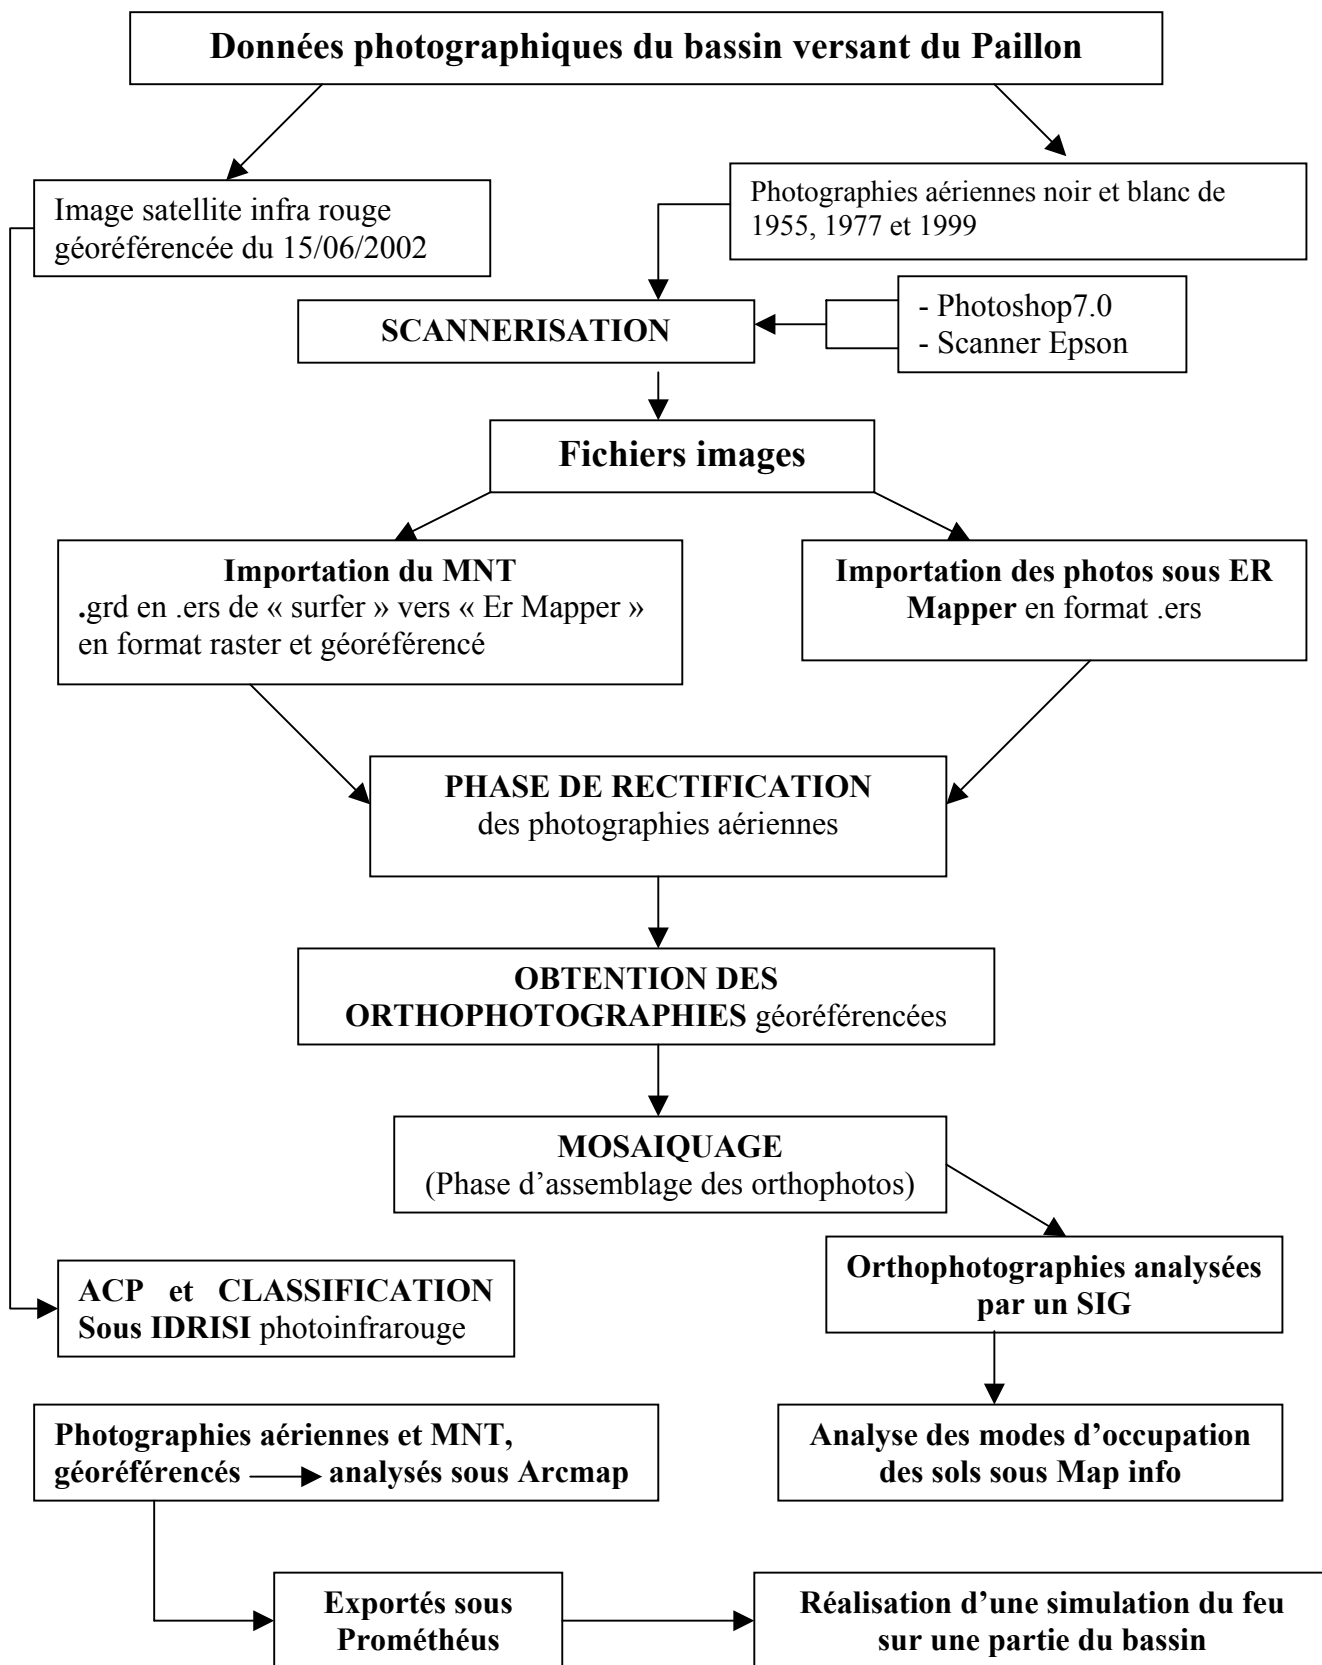 Données photographiques du bassin versant du Paillon
Image satellite infra rouge
géoréférencée du 15/06/2002
Photographies aériennes noir et blanc de
1955, 1977 et 1999
SCANNERISATION
- Photoshop7.0
- Scanner Epson
Fichiers images
Importation du MNT
.grd en .ers de « surfer » vers « Er Mapper »
en format raster et géoréférencé
Importation des photos sous ER
Mapper en format .ers
PHASE DE RECTIFICATION
des photographies aériennes
OBTENTION DES
ORTHOPHOTOGRAPHIES géoréférencées
MOSAIQUAGE
(Phase d’assemblage des orthophotos)
Orthophotographies analysées
par un SIG
ACP et CLASSIFICATION
Sous IDRISI photoinfrarouge
Photographies aériennes et MNT,
géoréférencés analysés sous Arcmap
Analyse des modes d’occupation
des sols sous Map info
Exportés sous
Prométhéus
Réalisation d’une simulation du feu
sur une partie du bassin